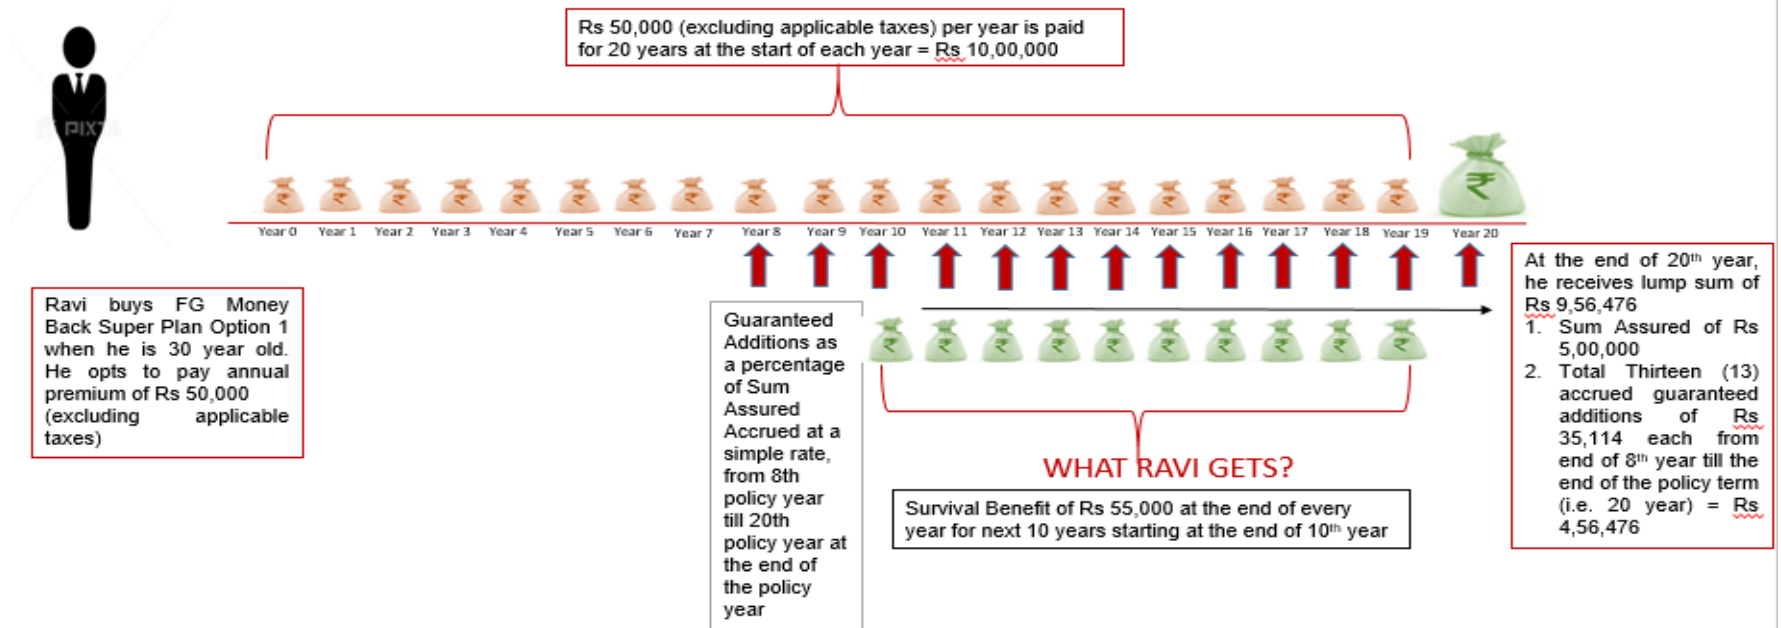 Rs 50,000 (excluding applicable taxes) per year is paid
for 20 years at the start of each year = Rs 10,00,000
PIXTA
₹ ₹ ₹ ₹ ₹ ₹ ₹ ₹ ₹ ₹ ₹ ₹ ₹ ₹ ₹ ₹ ₹ ₹ ₹ ₹ ₹
Year 0 Year 1 Year 2 Year 3 Year 4 Year 5 Year 6 Year 7 Year 8 Year 9 Year 10 Year 11 Year 12 Year 13 Year 14 Year 15 Year 16 Year 17 Year 18 Year 19 Year 20
Ravi buys FG Money
Back Super Plan Option 1
when he is 30 year old.
He opts to pay annual
premium of Rs 50,000
(excluding applicable
taxes)
Guaranteed
Additions as
a percentage
of Sum
Assured
Accrued at a
simple rate,
from 8th
policy year
till 20th
policy year at
the end of
the policy
year
₹ ₹ ₹ ₹ ₹ ₹ ₹ ₹ ₹ ₹
WHAT RAVI GETS?
Survival Benefit of Rs 55,000 at the end of every
year for next 10 years starting at the end of 10th year
At the end of 20th year,
he receives lump sum of
Rs 9,56,476
1. Sum Assured of Rs
5,00,000
2. Total Thirteen (13)
accrued guaranteed
additions of Rs
35,114 each from
end of 8th year till the
end of the policy term
(i.e. 20 year) = Rs
4,56,476